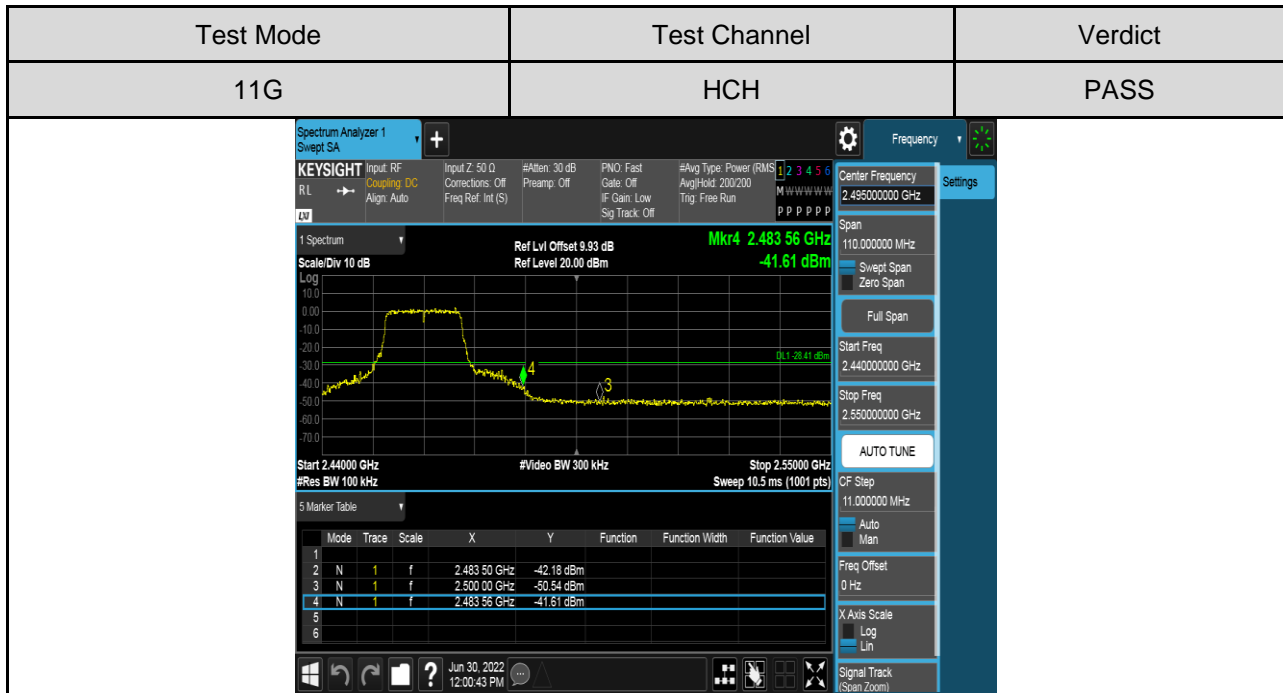 Test Mode Test Channel Verdict
11G HCH PASS
Spectrum Analyzer 1
Swept SA
+
Frequency
KEYSIGHT
RL
LXI
Input: RF
Coupling: DC
Align: Auto
Input Z: 50 Ω
Corrections: Off
Freq Ref: Int (S)
#Atten: 30 dB
Preamp: Off
PNO: Fast
Gate: Off
IF Gain: Low
Sig Track: Off
#Avg Type: Power (RMS
Avg|Hold: 200/200
Trig: Free Run
1 2 3 4 5 6
M W W W W W
P P P P P P
1 Spectrum
Scale/Div 10 dB
Ref Lvl Offset 9.93 dB
Ref Level 20.00 dBm
Mkr4 2.483 56 GHz
-41.61 dBm
Log
10.0
0.00
-10.0
-20.0
-30.0
-40.0
-50.0
-60.0
-70.0
DL1 -28.41 dBm
4
3
Start 2.44000 GHz #Video BW 300 kHz Stop 2.55000 GHz
#Res BW 100 kHz Sweep 10.5 ms (1001 pts)
5 Marker Table
Mode Trace Scale X Y Function Function Width Function Value
1
2 N 1 f 2.483 50 GHz -42.18 dBm
3 N 1 f 2.500 00 GHz -50.54 dBm
4 N 1 f 2.483 56 GHz -41.61 dBm
5
6
?
Jun 30, 2022
12:00:43 PM
Center Frequency
2.495000000 GHz
Settings
Span
110.000000 MHz
Swept Span
Zero Span
Full Span
Start Freq
2.440000000 GHz
Stop Freq
2.550000000 GHz
AUTO TUNE
CF Step
11.000000 MHz
Auto
Man
Freq Offset
0 Hz
X Axis Scale
Log
Lin
Signal Track
(Span Zoom)